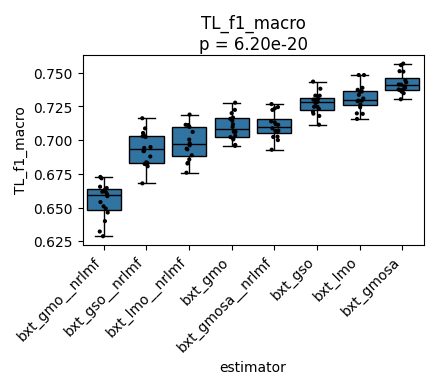 TL_f1_macro
p = 6.20e-20
TL_f1_macro
0.750
0.725
0.700
0.675
0.650
0.625
bxt_gmo__nrlmf
bxt_gso__nrlmf
bxt_lmo__nrlmf
bxt_gmo
bxt_gmosa__nrlmf
bxt_gso
bxt_lmo
bxt_gmosa
estimator